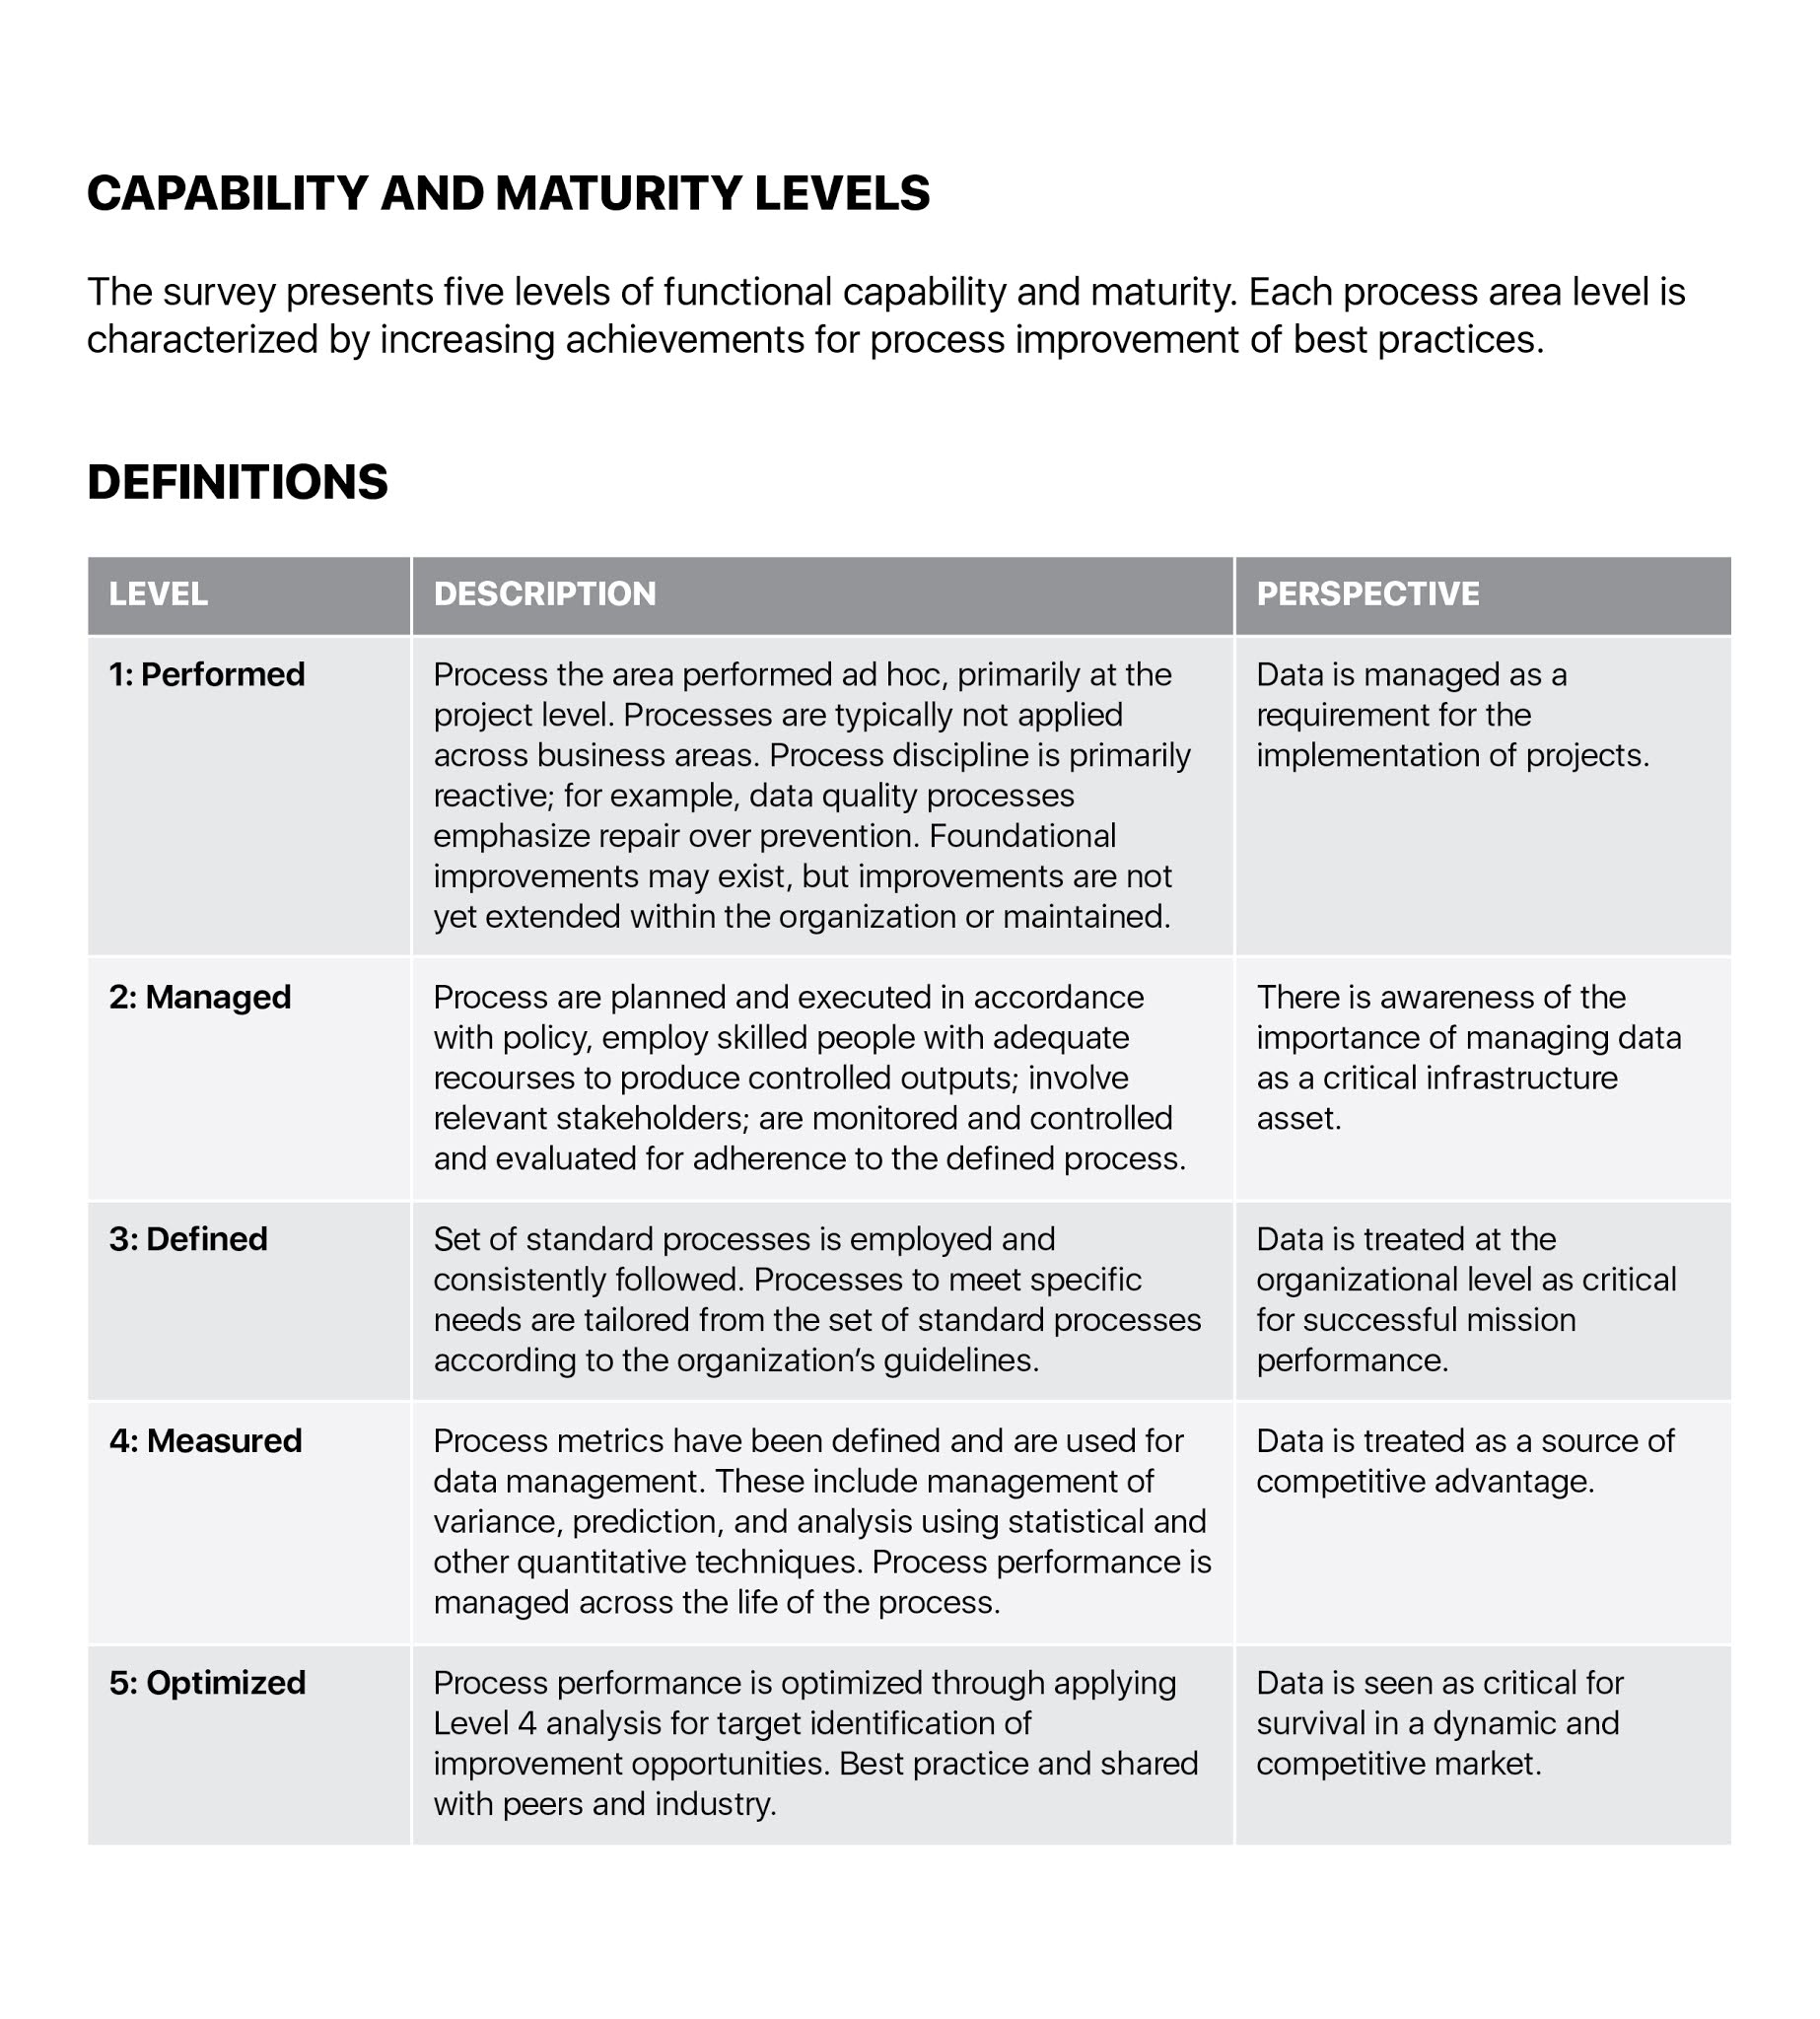 CAPABILITY AND MATURITY LEVELS
The survey presents five levels of functional capability and maturity. Each process area level is
characterized by increasing achievements for process improvement of best practices.
DEFINITIONS
LEVEL
DESCRIPTION
PERSPECTIVE
1: Performed
Process the area performed ad hoc, primarily at the
project level. Processes are typically not applied
across business areas. Process discipline is primarily
reactive; for example, data quality processes
emphasize repair over prevention. Foundational
improvements may exist, but improvements are not
yet extended within the organization or maintained.
Data is managed as a
requirement for the
implementation of projects.
2: Managed
Process are planned and executed in accordance
with policy, employ skilled people with adequate
recourses to produce controlled outputs; involve
relevant stakeholders; are monitored and controlled
and evaluated for adherence to the defined process.
There is awareness of the
importance of managing data
as a critical infrastructure
asset.
3: Defined
Set of standard processes is employed and
consistently followed. Processes to meet specific
needs are tailored from the set of standard processes
according to the organization’s guidelines.
Data is treated at the
organizational level as critical
for successful mission
performance.
4: Measured
Process metrics have been defined and are used for
data management. These include management of
variance, prediction, and analysis using statistical and
other quantitative techniques. Process performance is
managed across the life of the process.
Data is treated as a source of
competitive advantage.
5: Optimized
Process performance is optimized through applying
Level 4 analysis for target identification of
improvement opportunities. Best practice and shared
with peers and industry.
Data is seen as critical for
survival in a dynamic and
competitive market.